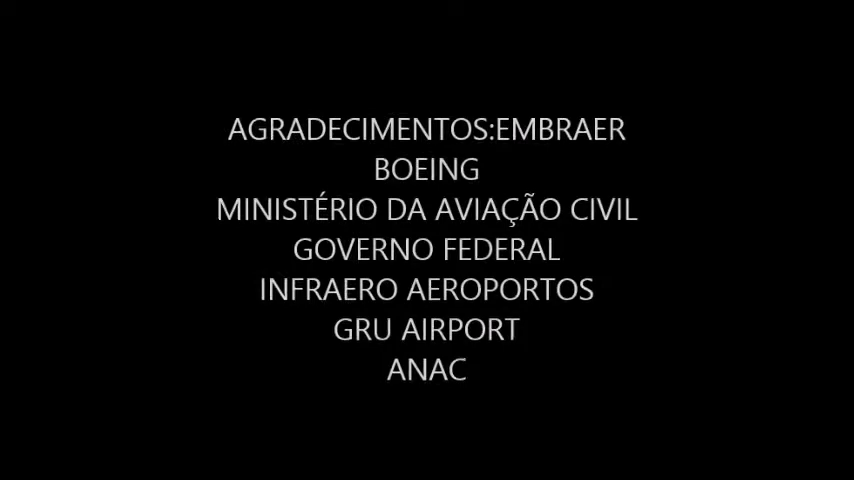 AGRADECIMENTOS:EMBRAER
BOEING
MINISTÉRIO DA AVIAÇÃO CIVIL
GOVERNO FEDERAL
INFRAERO AEROPORTOS
GRU AIRPORT
ANAC